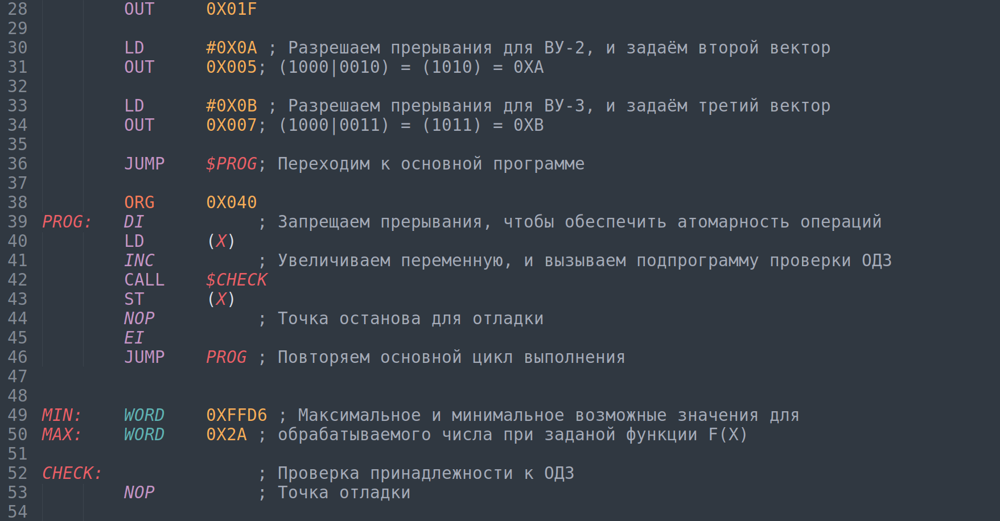 28 OUT 0X01F
29
30 LD #0X0A ; Разрешаем прерывания для ВУ-2, и задаём второй вектор
31 OUT 0X005; (1000|0010) = (1010) = 0XA
32
33 LD #0X0B ; Разрешаем прерывания для ВУ-3, и задаём третий вектор
34 OUT 0X007; (1000|0011) = (1011) = 0XB
35
36 JUMP $PROG; Переходим к основной программе
37
38 ORG 0X040
39 PROG: DI ; Запрещаем прерывания, чтобы обеспечить атомарность операций
40 LD (X)
41 INC ; Увеличиваем переменную, и вызываем подпрограмму проверки ОДЗ
42 CALL $CHECK
43 ST (X)
44 NOP ; Точка останова для отладки
45 EI
46 JUMP PROG ; Повторяем основной цикл выполнения
47
48
49 MIN: WORD 0XFFD6 ; Максимальное и минимальное возможные значения для
50 MAX: WORD 0X2A ; обрабатываемого числа при заданой функции F(X)
51
52 CHECK: ; Проверка принадлежности к ОДЗ
53 NOP ; Точка отладки
54